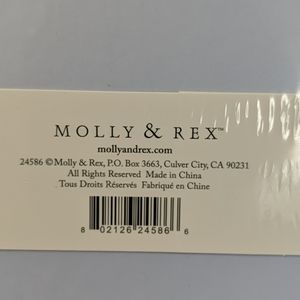 MOLLY & REX™
mollyandrex.com
24586 © Molly & Rex, P.O. Box 3663, Culver City, CA 90231
All Rights Reserved Made in China
Tous Droits Réservés Fabriqué en Chine
8 02126 24586 6